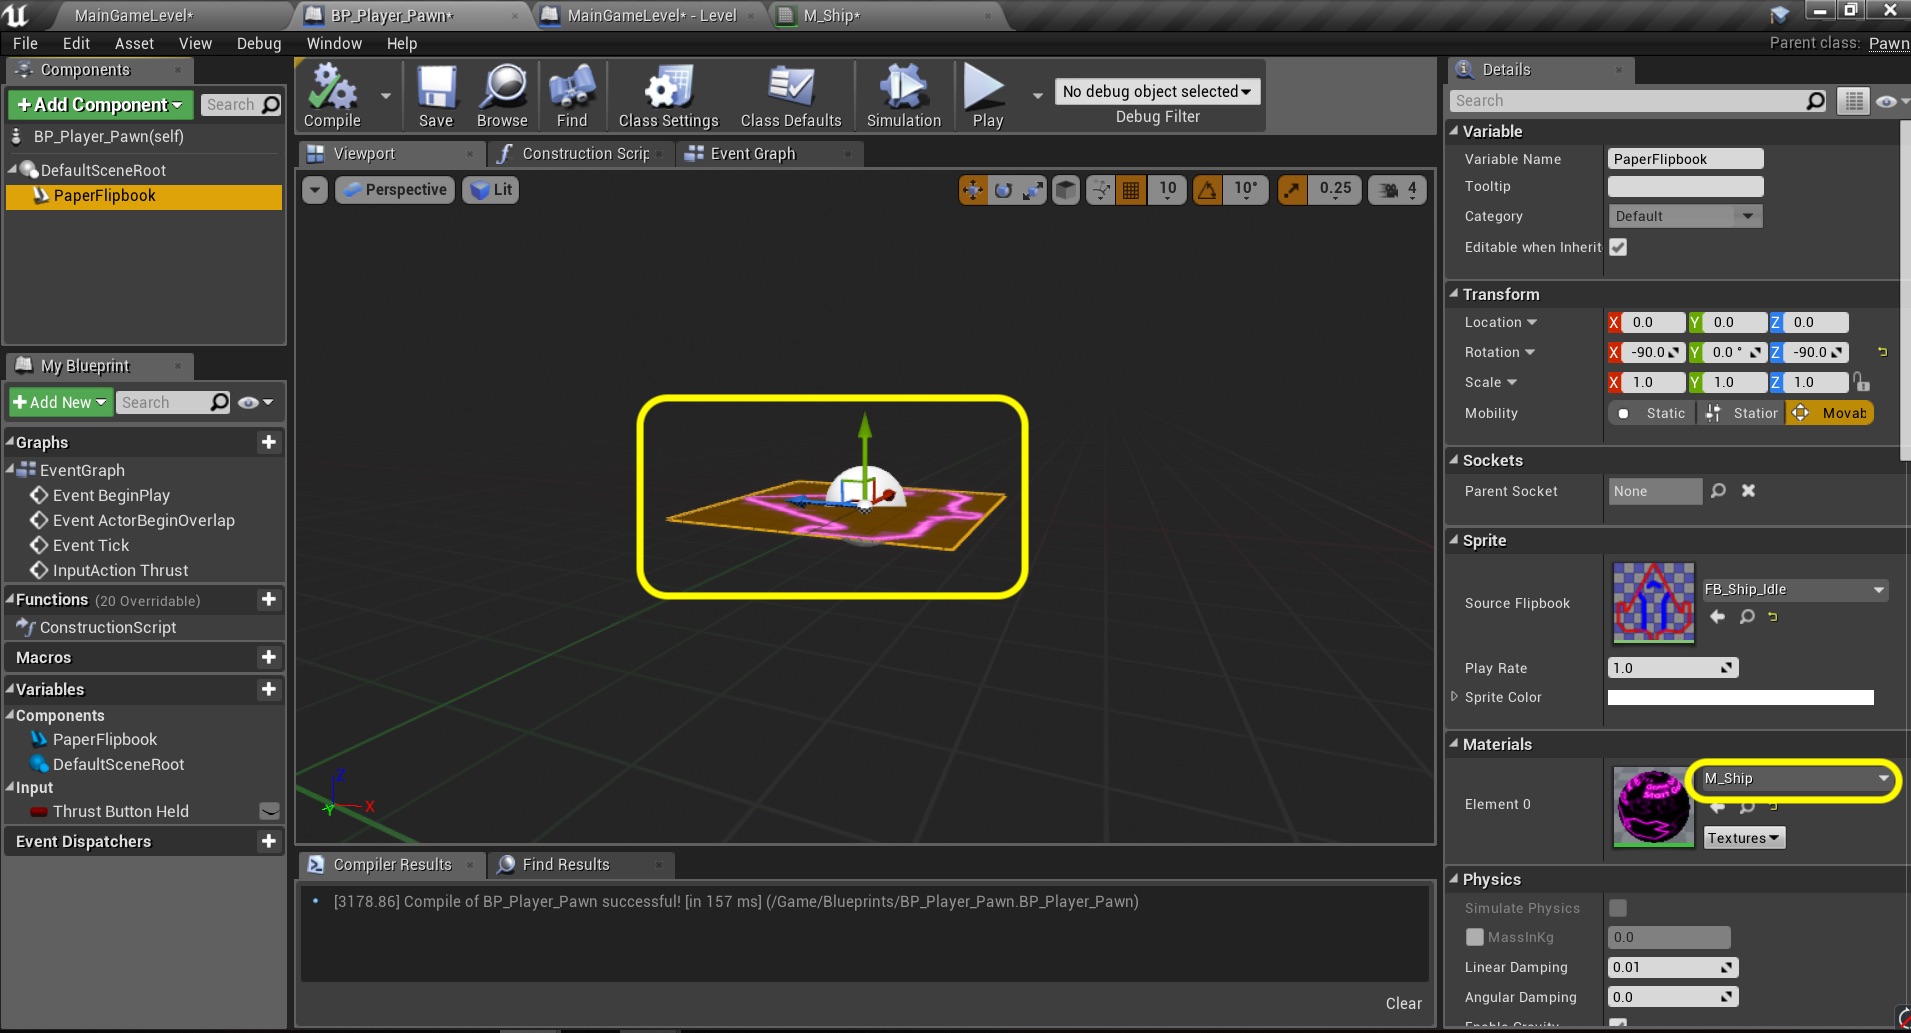 MainGameLevel*
BP_Player_Pawn*
MainGameLevel* - Level
M_Ship*
File Edit Asset View Debug Window Help
Parent class: Pawn
Components
+Add Component
Search
BP_Player_Pawn(self)
DefaultSceneRoot
PaperFlipbook
Compile
Save
Browse
Find
Class Settings
Class Defaults
Simulation
Play
No debug object selected
Debug Filter
Viewport
Construction Scrip
Event Graph
Perspective
Lit
10
10°
0.25
4
Z
X
Y
My Blueprint
+Add New
Search
Graphs
EventGraph
Event BeginPlay
Event ActorBeginOverlap
Event Tick
InputAction Thrust
Functions (20 Overridable)
ConstructionScript
Macros
Variables
Components
PaperFlipbook
DefaultSceneRoot
Input
Thrust Button Held
Event Dispatchers
Compiler Results
Find Results
[3178.86] Compile of BP_Player_Pawn successful! [in 157 ms] (/Game/Blueprints/BP_Player_Pawn.BP_Player_Pawn)
Clear
Details
Search
Variable
Variable Name PaperFlipbook
Tooltip
Category Default
Editable when Inherit
Transform
Location X 0.0 Y 0.0 Z 0.0
Rotation X -90.0 Y 0.0 ° Z -90.0
Scale X 1.0 Y 1.0 Z 1.0
Mobility Static Station Movab
Sockets
Parent Socket None
Sprite
Source Flipbook FB_Ship_Idle
Play Rate 1.0
Sprite Color
Materials
Element 0 M_Ship
Textures
Physics
Simulate Physics
MassInKg 0.0
Linear Damping 0.01
Angular Damping 0.0